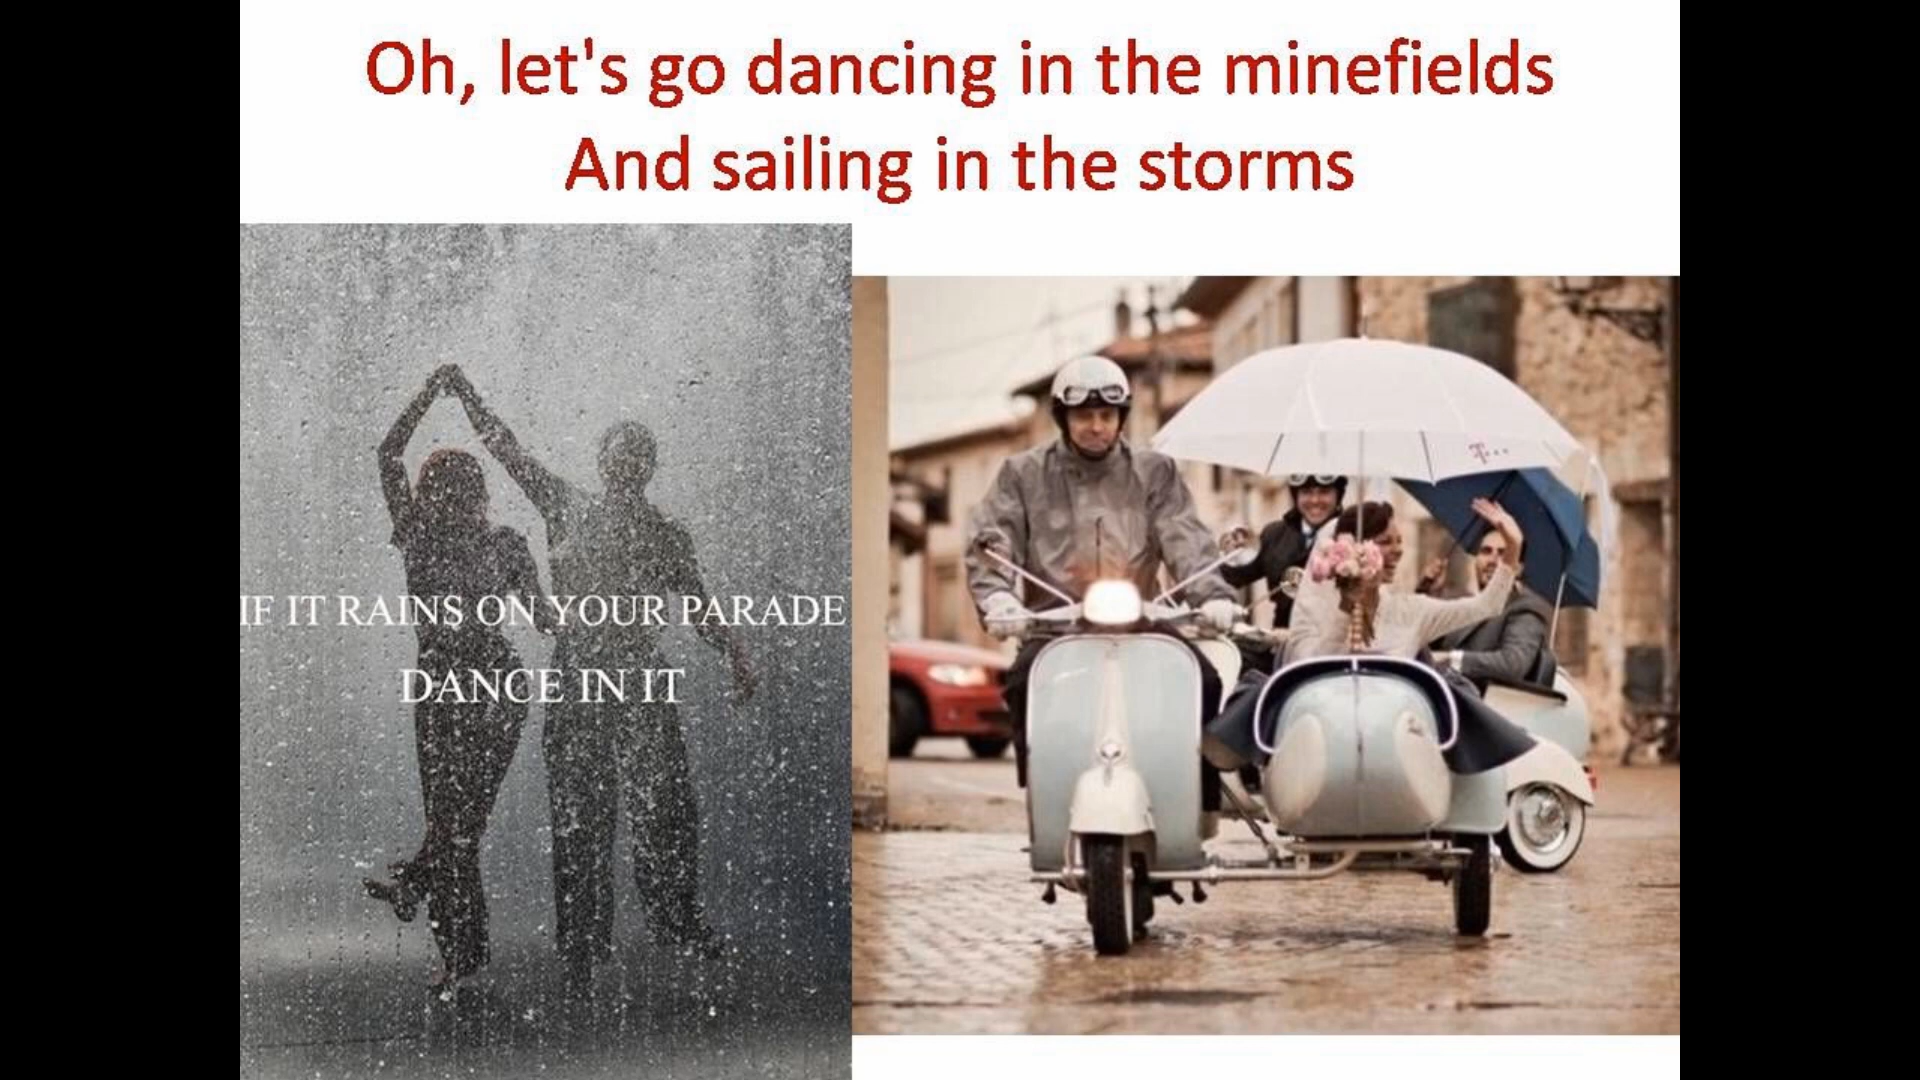 Oh, let's go dancing in the minefields
And sailing in the storms
IF IT RAINS ON YOUR PARADE
DANCE IN IT
T...